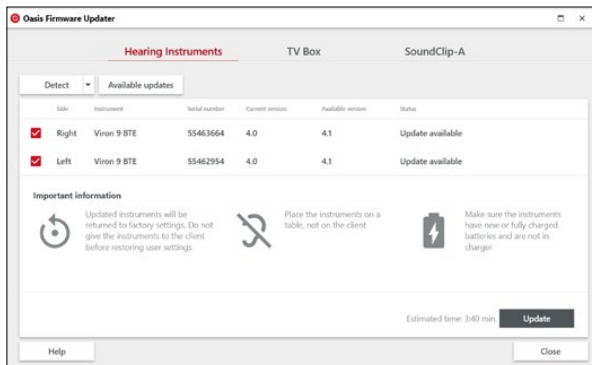 Oasis Firmware Updater
Hearing Instruments TV Box SoundClip-A
Detect Available updates
Side Instrument Serial number Current version Available version Status
Right Viron 9 BTE 55463664 4.0 4.1 Update available
Left Viron 9 BTE 55462954 4.0 4.1 Update available
Important information
Updated instruments will be
returned to factory settings. Do not
give the instruments to the client
before restoring user settings
Place the instruments on a
table, not on the client
Make sure the instruments
have new or fully charged
batteries and are not in
charger
Estimated time: 3:40 min. Update
Help Close